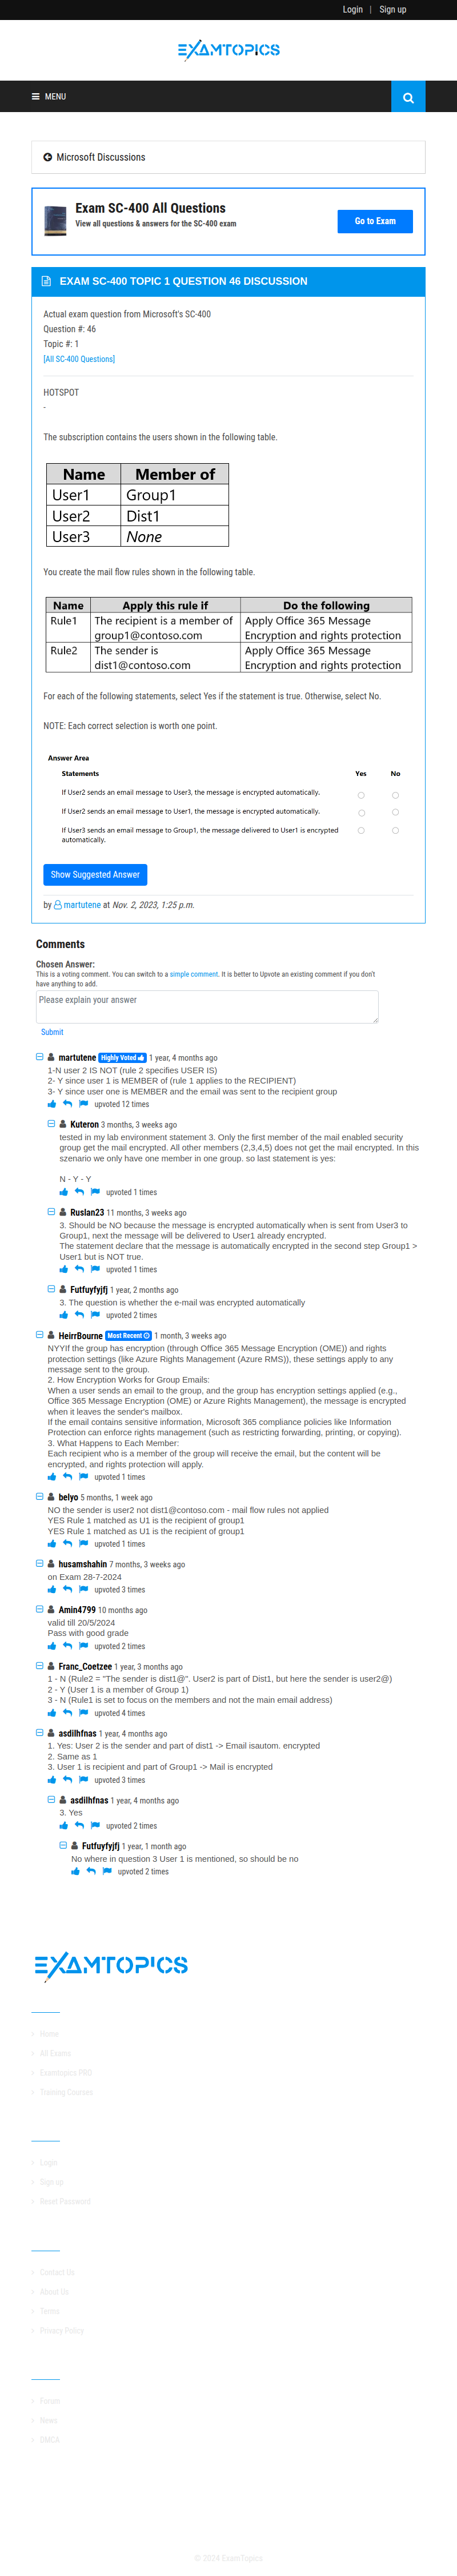 Login | Sign up
EXAMTOPICS
MENU
Microsoft Discussions
Exam SC-400 All Questions
View all questions & answers for the SC-400 exam
Go to Exam
EXAM SC-400 TOPIC 1 QUESTION 46 DISCUSSION
Actual exam question from Microsoft's SC-400
Question #: 46
Topic #: 1
[All SC-400 Questions]
HOTSPOT
-
The subscription contains the users shown in the following table.
Name Member of
User1 Group1
User2 Dist1
User3 None
You create the mail flow rules shown in the following table.
Name Apply this rule if Do the following
Rule1 The recipient is a member of Apply Office 365 Message
group1@contoso.com Encryption and rights protection
Rule2 The sender is Apply Office 365 Message
dist1@contoso.com Encryption and rights protection
For each of the following statements, select Yes if the statement is true. Otherwise, select No.
NOTE: Each correct selection is worth one point.
Answer Area
Statements Yes No
If User2 sends an email message to User3, the message is encrypted automatically.
If User2 sends an email message to User1, the message is encrypted automatically.
If User3 sends an email message to Group1, the message delivered to User1 is encrypted
automatically.
Show Suggested Answer
by martutene at Nov. 2, 2023, 1:25 p.m.
Comments
Chosen Answer:
This is a voting comment. You can switch to a simple comment. It is better to Upvote an existing comment if you don't
have anything to add.
Please explain your answer
Submit
martutene Highly Voted 1 year, 4 months ago
1-N user 2 IS NOT (rule 2 specifies USER IS)
2- Y since user 1 is MEMBER of (rule 1 applies to the RECIPIENT)
3- Y since user one is MEMBER and the email was sent to the recipient group
upvoted 12 times
Kuteron 3 months, 3 weeks ago
tested in my lab environment statement 3. Only the first member of the mail enabled security
group get the mail encrypted. All other members (2,3,4,5) does not get the mail encrypted. In this
szenario we only have one member in one group. so last statement is yes:
N - Y - Y
upvoted 1 times
Ruslan23 11 months, 3 weeks ago
3. Should be NO because the message is encrypted automatically when is sent from User3 to
Group1, next the message will be delivered to User1 already encrypted.
The statement declare that the message is automatically encrypted in the second step Group1 >
User1 but is NOT true.
upvoted 1 times
Futfuyfyjfj 1 year, 2 months ago
3. The question is whether the e-mail was encrypted automatically
upvoted 2 times
HeirrBourne Most Recent 1 month, 3 weeks ago
NYYIf the group has encryption (through Office 365 Message Encryption (OME)) and rights
protection settings (like Azure Rights Management (Azure RMS)), these settings apply to any
message sent to the group.
2. How Encryption Works for Group Emails:
When a user sends an email to the group, and the group has encryption settings applied (e.g.,
Office 365 Message Encryption (OME) or Azure Rights Management), the message is encrypted
when it leaves the sender's mailbox.
If the email contains sensitive information, Microsoft 365 compliance policies like Information
Protection can enforce rights management (such as restricting forwarding, printing, or copying).
3. What Happens to Each Member:
Each recipient who is a member of the group will receive the email, but the content will be
encrypted, and rights protection will apply.
upvoted 1 times
belyo 5 months, 1 week ago
NO the sender is user2 not dist1@contoso.com - mail flow rules not applied
YES Rule 1 matched as U1 is the recipient of group1
YES Rule 1 matched as U1 is the recipient of group1
upvoted 1 times
husamshahin 7 months, 3 weeks ago
on Exam 28-7-2024
upvoted 3 times
Amin4799 10 months ago
valid till 20/5/2024
Pass with good grade
upvoted 2 times
Franc_Coetzee 1 year, 3 months ago
1 - N (Rule2 = "The sender is dist1@". User2 is part of Dist1, but here the sender is user2@)
2 - Y (User 1 is a member of Group 1)
3 - N (Rule1 is set to focus on the members and not the main email address)
upvoted 4 times
asdilhfnas 1 year, 4 months ago
1. Yes: User 2 is the sender and part of dist1 -> Email isautom. encrypted
2. Same as 1
3. User 1 is recipient and part of Group1 -> Mail is encrypted
upvoted 3 times
asdilhfnas 1 year, 4 months ago
3. Yes
upvoted 2 times
Futfuyfyjfj 1 year, 1 month ago
No where in question 3 User 1 is mentioned, so should be no
upvoted 2 times
EXAMTOPICS
Home
All Exams
Examtopics PRO
Training Courses
Login
Sign up
Reset Password
Contact Us
About Us
Terms
Privacy Policy
Forum
News
DMCA
© 2024 ExamTopics